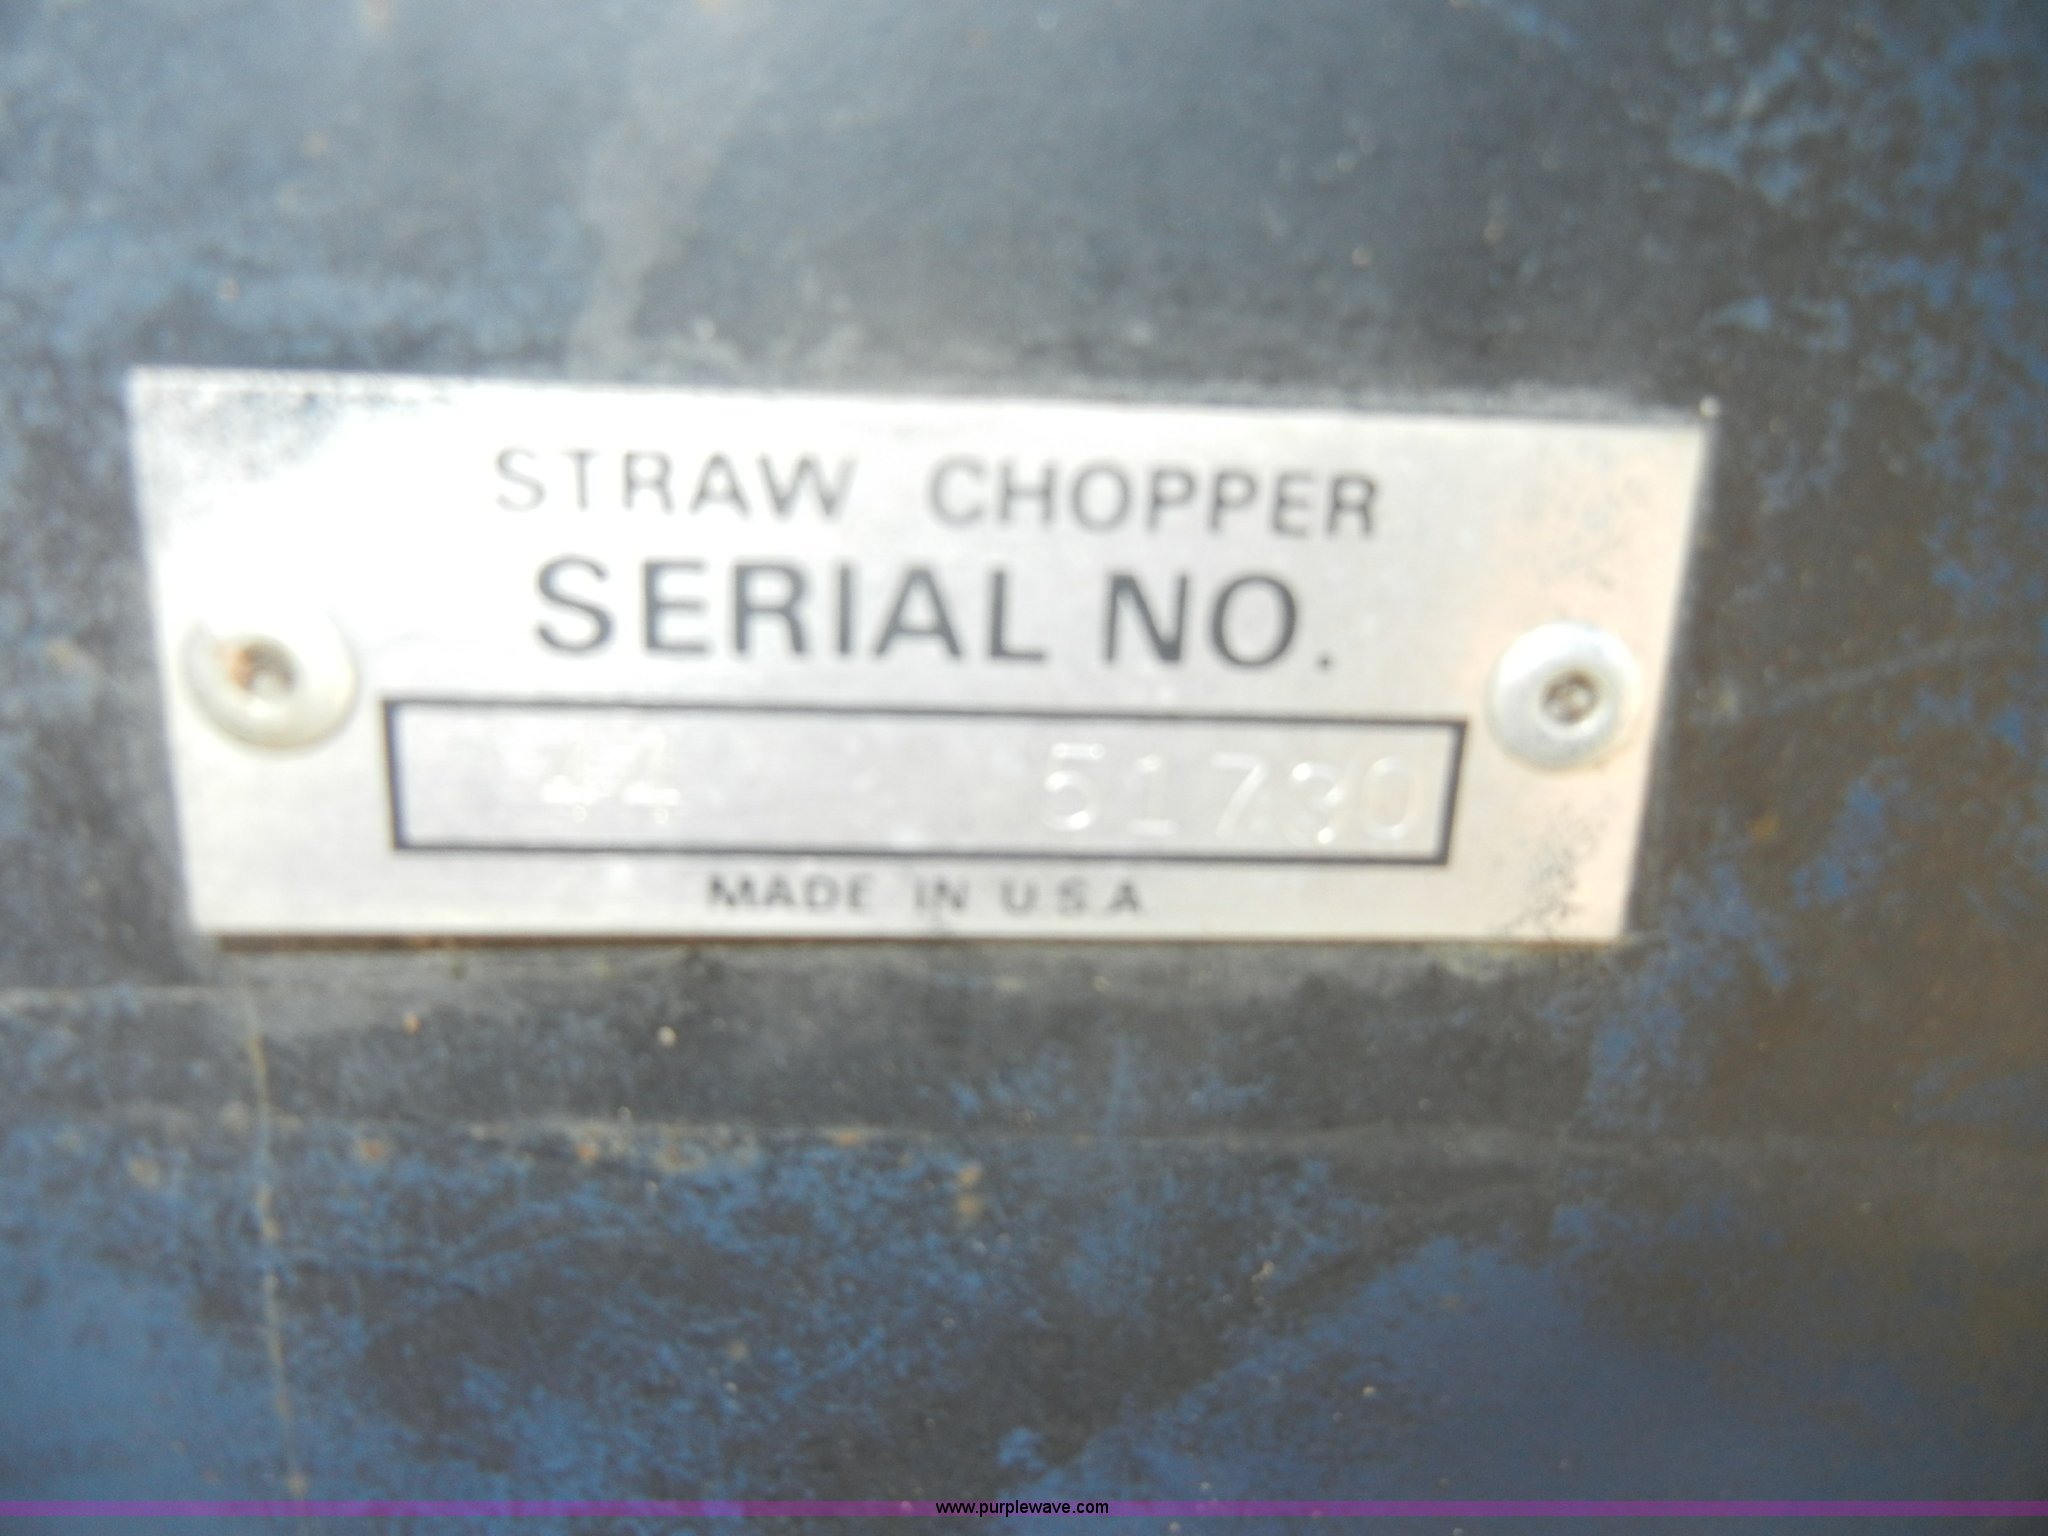 STRAW CHOPPER
SERIAL NO.
44 51730
MADE IN U.S.A
www.purplewave.com